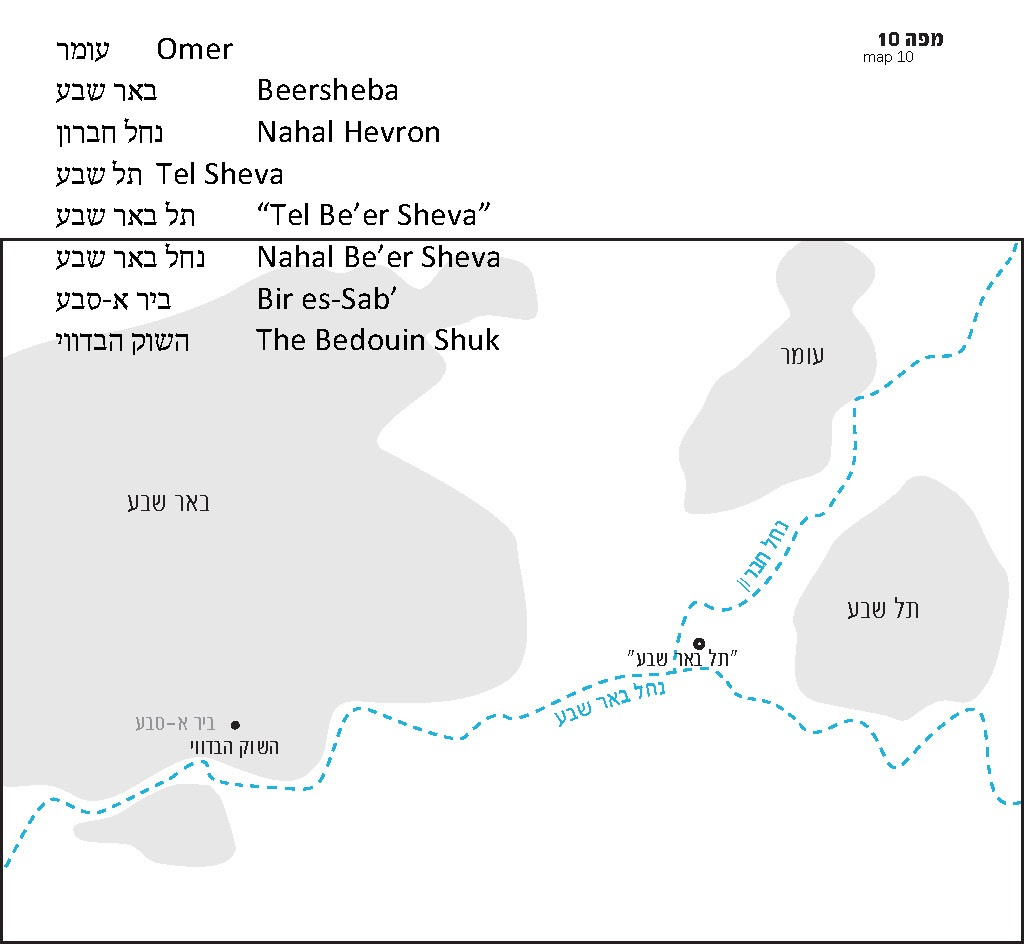 מפה 10
map 10
עומר Omer
באר שבע Beersheba
נחל חברון Nahal Hevron
תל שבע Tel Sheva
תל באר שבע “Tel Be’er Sheva”
נחל באר שבע Nahal Be’er Sheva
ביר א-סבע Bir es-Sab’
השוק הבדווי The Bedouin Shuk
עומר
באר שבע
נחל חברון
תל שבע
"תל באר שבע"
נחל באר שבע
ביר א-סבע
השוק הבדווי